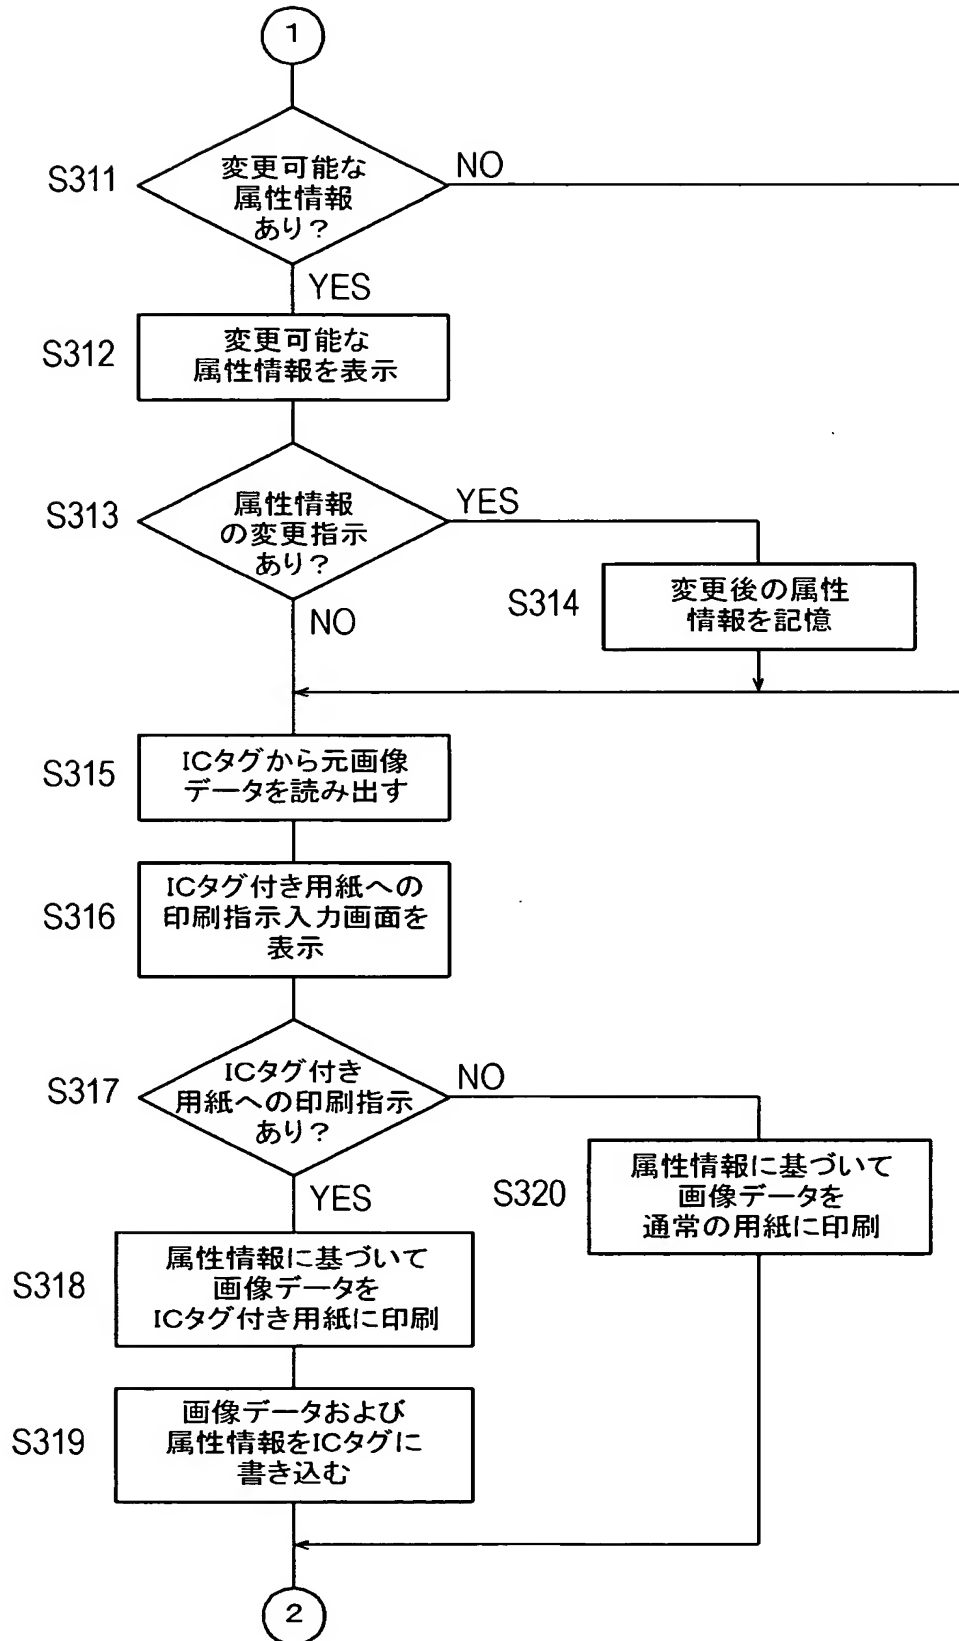 1
S311
変更可能な
属性情報
あり？
NO
YES
S312
変更可能な
属性情報を表示
S313
属性情報
の変更指示
あり？
YES
NO
S314
変更後の属性
情報を記憶
S315
ICタグから元画像
データを読み出す
S316
ICタグ付き用紙への
印刷指示入力画面を
表示
S317
ICタグ付き
用紙への印刷指示
あり？
NO
YES
S320
属性情報に基づいて
画像データを
通常の用紙に印刷
S318
属性情報に基づいて
画像データを
ICタグ付き用紙に印刷
S319
画像データおよび
属性情報をICタグに
書き込む
2